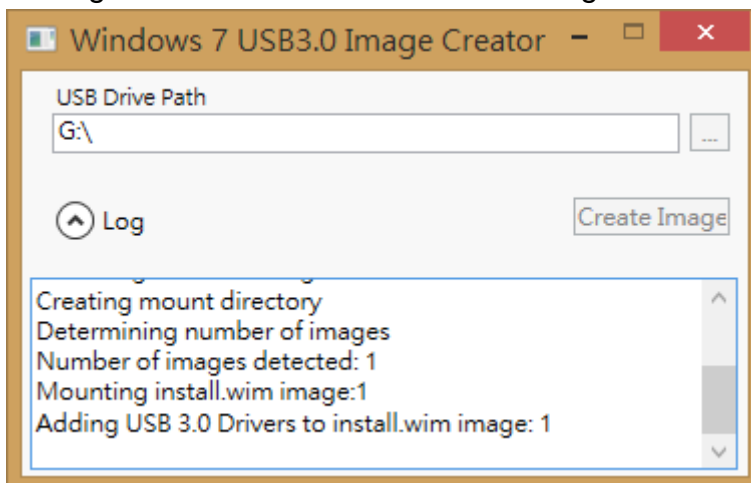 Windows 7 USB3.0 Image Creator
USB Drive Path
G:\
...
Log
Create Image
Creating mount directory
Determining number of images
Number of images detected: 1
Mounting install.wim image:1
Adding USB 3.0 Drivers to install.wim image: 1